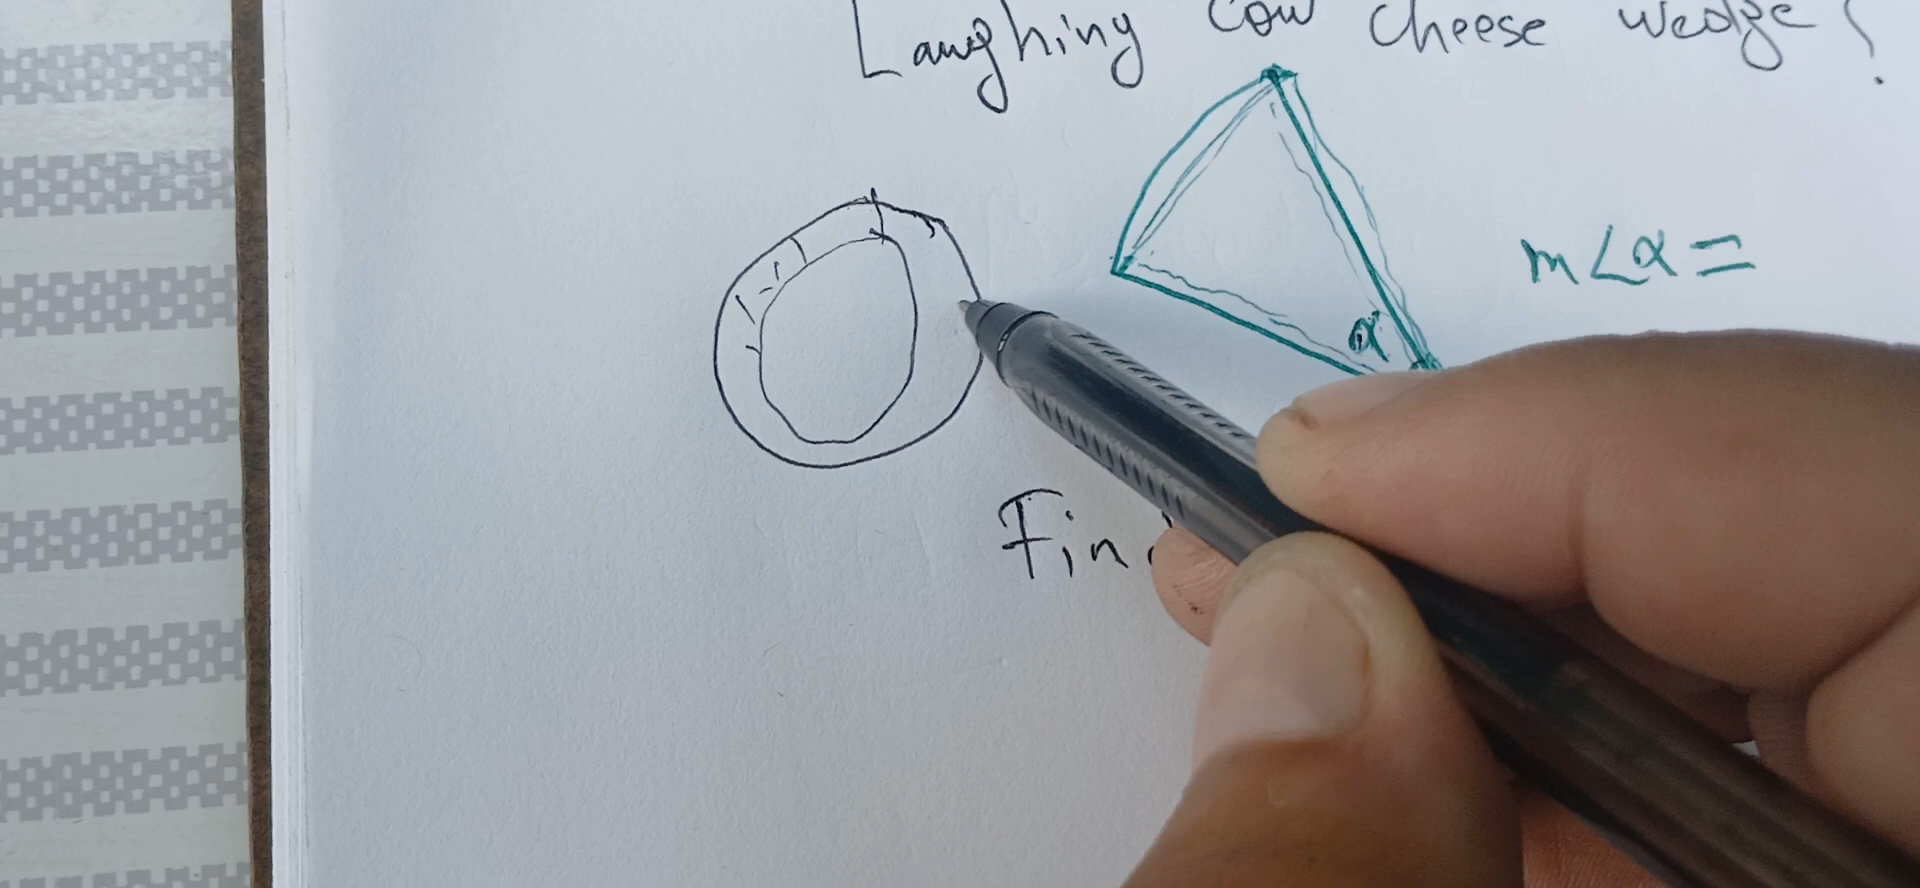 Laughing Cow Cheese wedge?
α
m∠α =
Fin